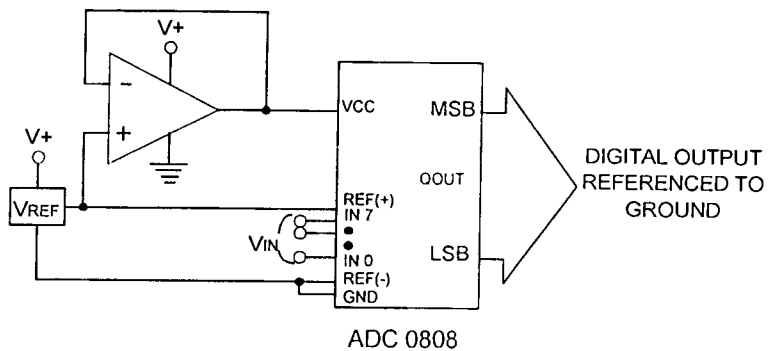 V+
V+
−
+
VREF
VCC
MSB
QOUT
REF(+)
IN 7
VIN
IN 0
REF(-)
GND
LSB
DIGITAL OUTPUT
REFERENCED TO
GROUND
ADC 0808